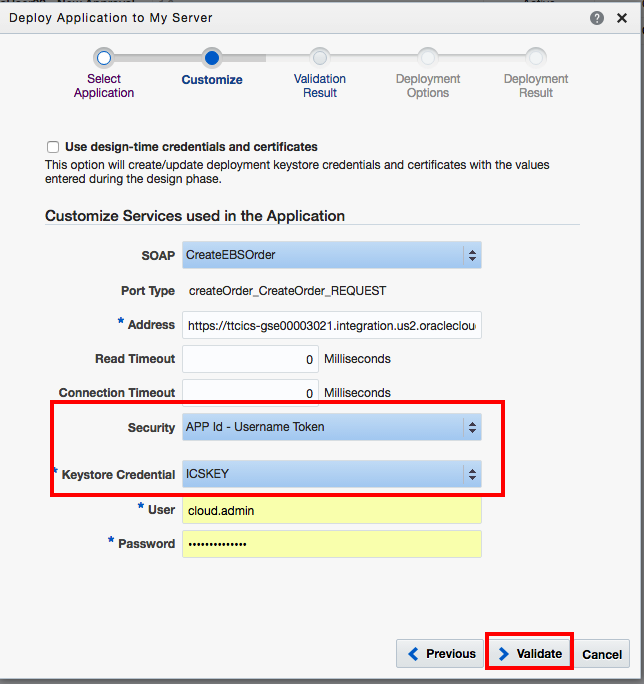 Deploy Application to My Server
Select
Application
Customize
Validation
Result
Deployment
Options
Deployment
Result
Use design-time credentials and certificates
This option will create/update deployment keystore credentials and certificates with the values
entered during the design phase.
Customize Services used in the Application
SOAP CreateEBSOrder
Port Type createOrder_CreateOrder_REQUEST
* Address https://ttcics-gse00003021.integration.us2.oracleclou
Read Timeout 0 Milliseconds
Connection Timeout 0 Milliseconds
Security APP Id - Username Token
* Keystore Credential ICSKEY
* User cloud.admin
* Password ••••••••••••••
Previous Validate Cancel